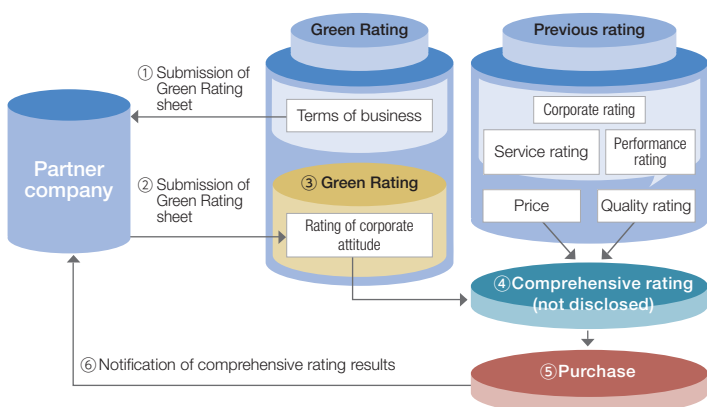 Green Rating
Previous rating
① Submission of
Green Rating
sheet
Terms of business
Corporate rating
Service rating
Performance
rating
Partner
company
② Submission of
Green Rating
sheet
③ Green Rating
Rating of corporate
attitude
Price
Quality rating
④Comprehensive rating
(not disclosed)
⑤Purchase
⑥ Notification of comprehensive rating results